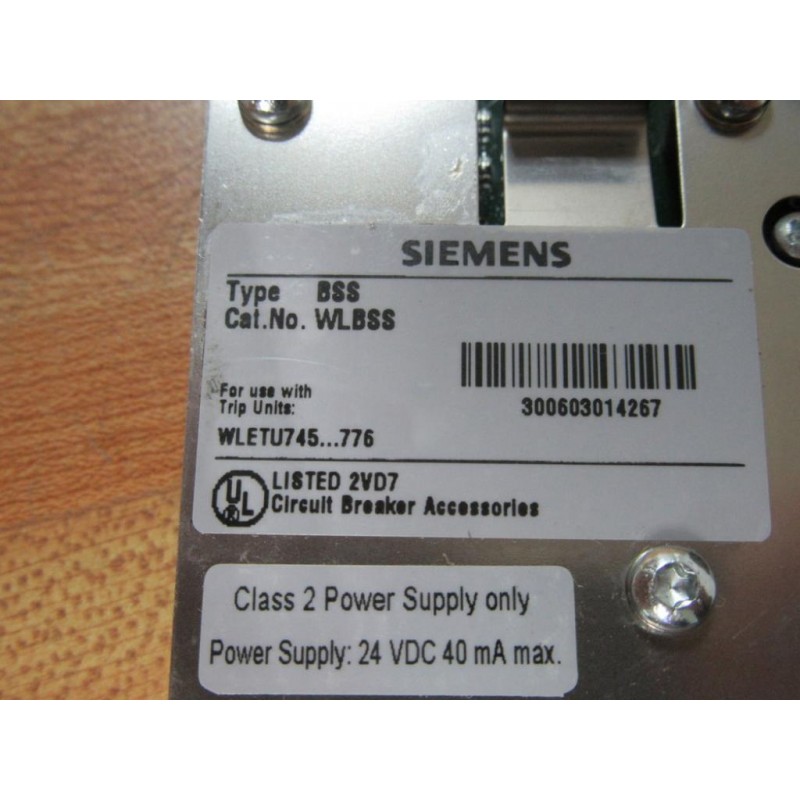 SIEMENS
Type BSS
Cat.No. WLBSS
300603014267
For use with
Trip Units:
WLETU745...776
UL LISTED 2VD7
Circuit Breaker Accessories
Class 2 Power Supply only
Power Supply: 24 VDC 40 mA max.